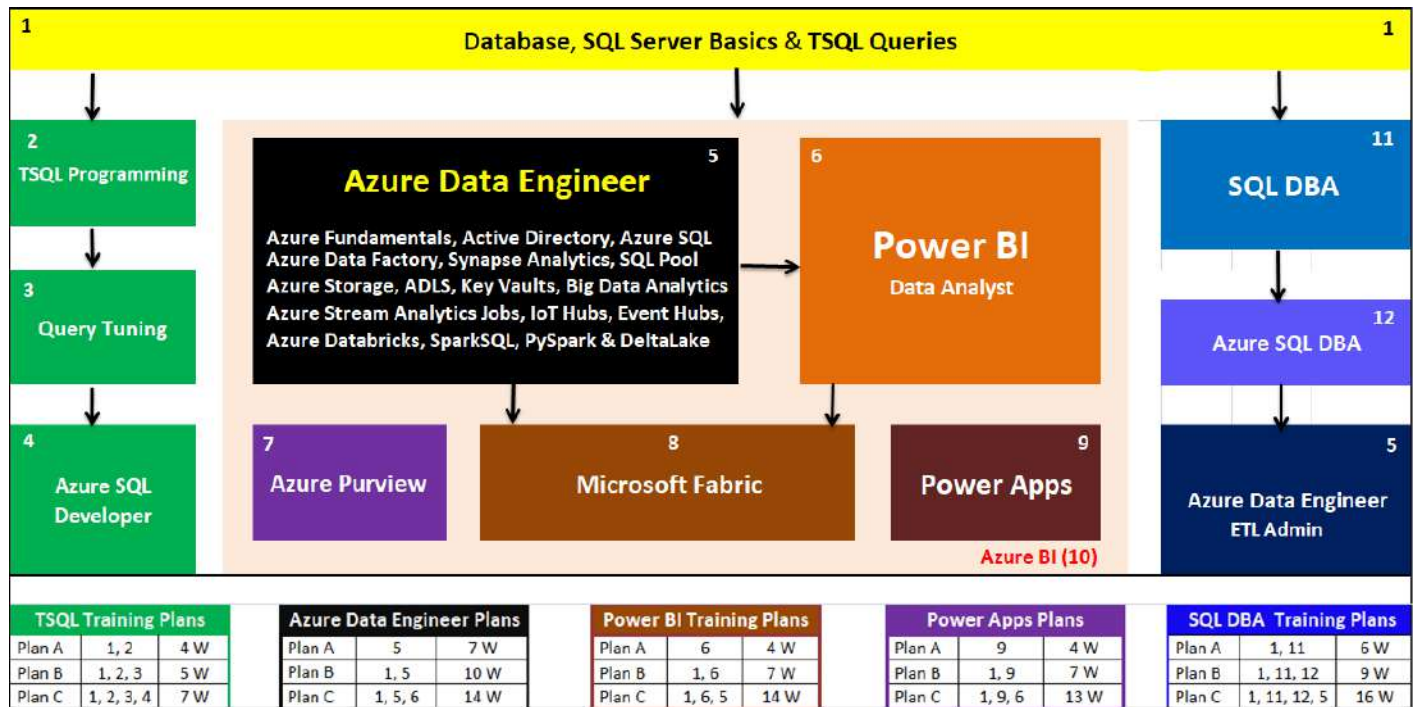 1
Database, SQL Server Basics & TSQL Queries
1
2
TSQL Programming
3
Query Tuning
4
Azure SQL
Developer
5
Azure Data Engineer
Azure Fundamentals, Active Directory, Azure SQL
Azure Data Factory, Synapse Analytics, SQL Pool
Azure Storage, ADLS, Key Vaults, Big Data Analytics
Azure Stream Analytics Jobs, IoT Hubs, Event Hubs,
Azure Databricks, SparkSQL, PySpark & DeltaLake
6
Power BI
Data Analyst
7
Azure Purview
8
Microsoft Fabric
9
Power Apps
Azure BI (10)
11
SQL DBA
12
Azure SQL DBA
5
Azure Data Engineer
ETL Admin
TSQL Training Plans
Plan A 1, 2 4 W
Plan B 1, 2, 3 5 W
Plan C 1, 2, 3, 4 7 W
Azure Data Engineer Plans
Plan A 5 7 W
Plan B 1, 5 10 W
Plan C 1, 5, 6 14 W
Power BI Training Plans
Plan A 6 4 W
Plan B 1, 6 7 W
Plan C 1, 6, 5 14 W
Power Apps Plans
Plan A 9 4 W
Plan B 1, 9 7 W
Plan C 1, 9, 6 13 W
SQL DBA Training Plans
Plan A 1, 11 6 W
Plan B 1, 11, 12 9 W
Plan C 1, 11, 12, 5 16 W